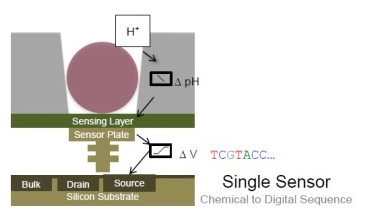 H+
Δ pH
Sensing Layer
Sensor Plate
Δ V TCGTACC...
Bulk Drain Source
Silicon Substrate
Single Sensor
Chemical to Digital Sequence